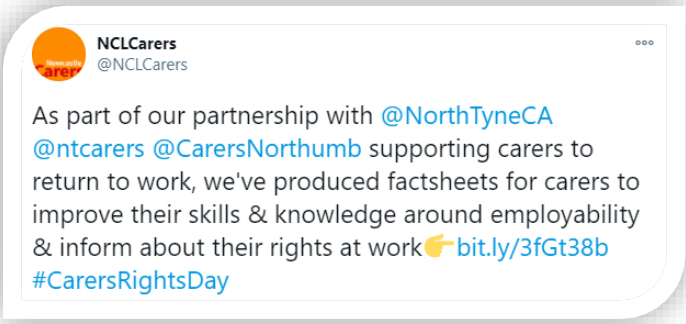 NCLCarers
@NCLCarers
Newcastle
Carers
As part of our partnership with @NorthTyneCA
@ntcarers @CarersNorthumb supporting carers to
return to work, we've produced factsheets for carers to
improve their skills & knowledge around employability
& inform about their rights at work👉bit.ly/3fGt38b
#CarersRightsDay